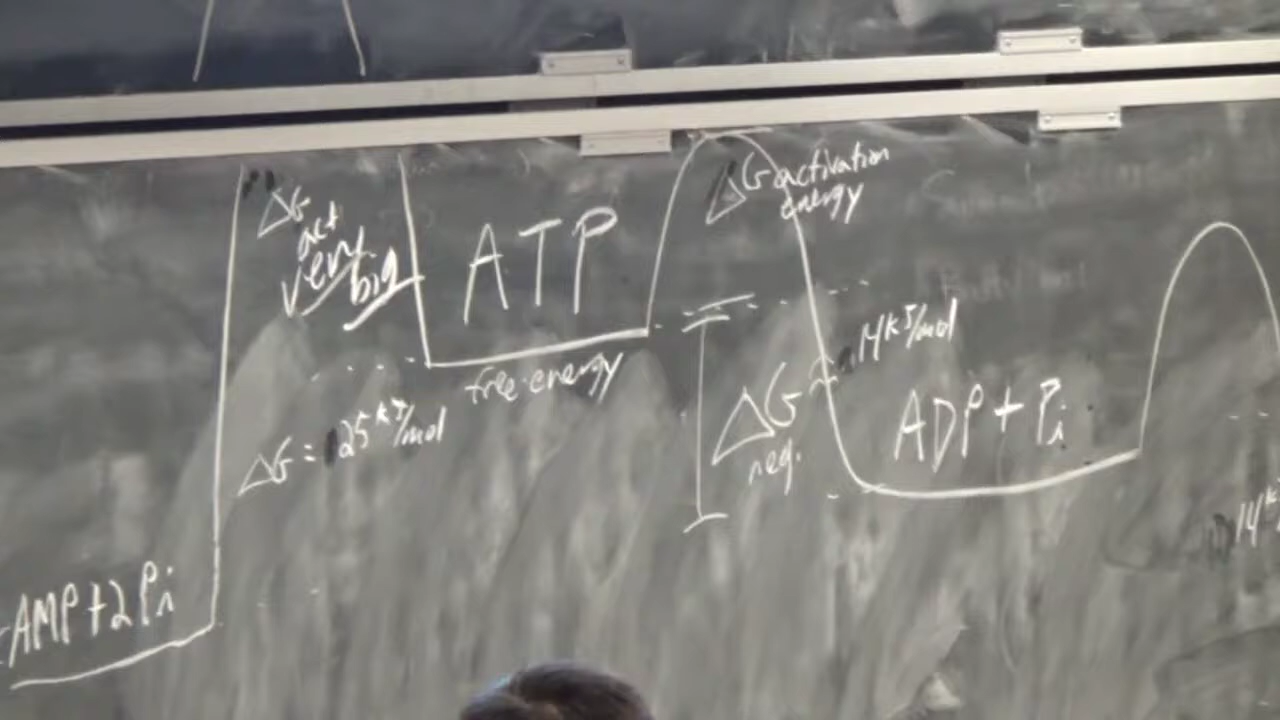 ΔG
act
very
big
ATP
free energy
ΔG activation
energy
ΔG = 25 kJ/mol
ΔG ≈ 14 kJ/mol
neg.
ADP + Pi
14 k
AMP + 2 Pi